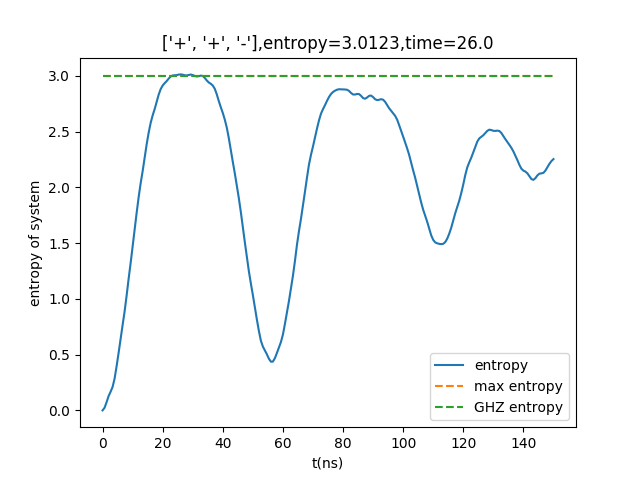 ['+', '+', '-'],entropy=3.0123,time=26.0
entropy of system
3.0
2.5
2.0
1.5
1.0
0.5
0.0
0
20
40
60
80
100
120
140
t(ns)
entropy
max entropy
GHZ entropy